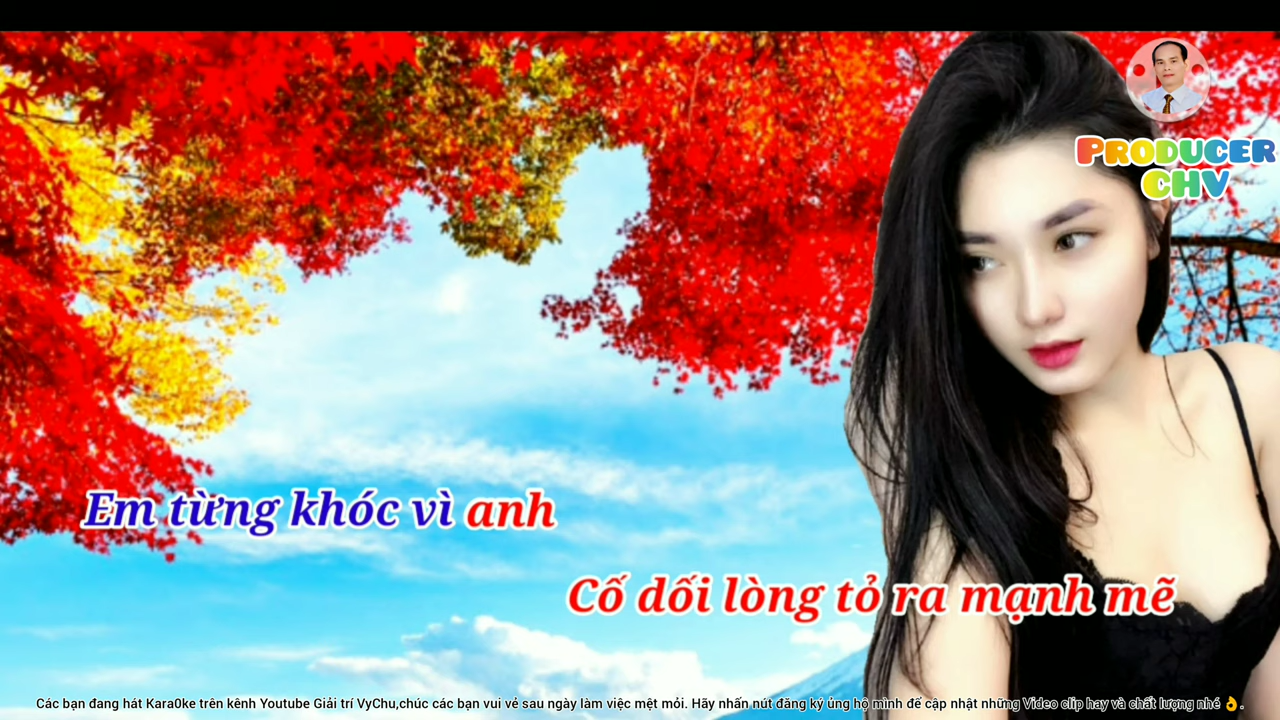 PRODUCER
CHV
Em từng khóc vì anh
Cố dối lòng tỏ ra mạnh mẽ
Các bạn đang hát Kara0ke trên kênh Youtube Giải trí VyChu,chúc các bạn vui vẻ sau ngày làm việc mệt mỏi. Hãy nhấn nút đăng ký ủng hộ mình để cập nhật những Video clip hay và chất lượng nhé 👌.